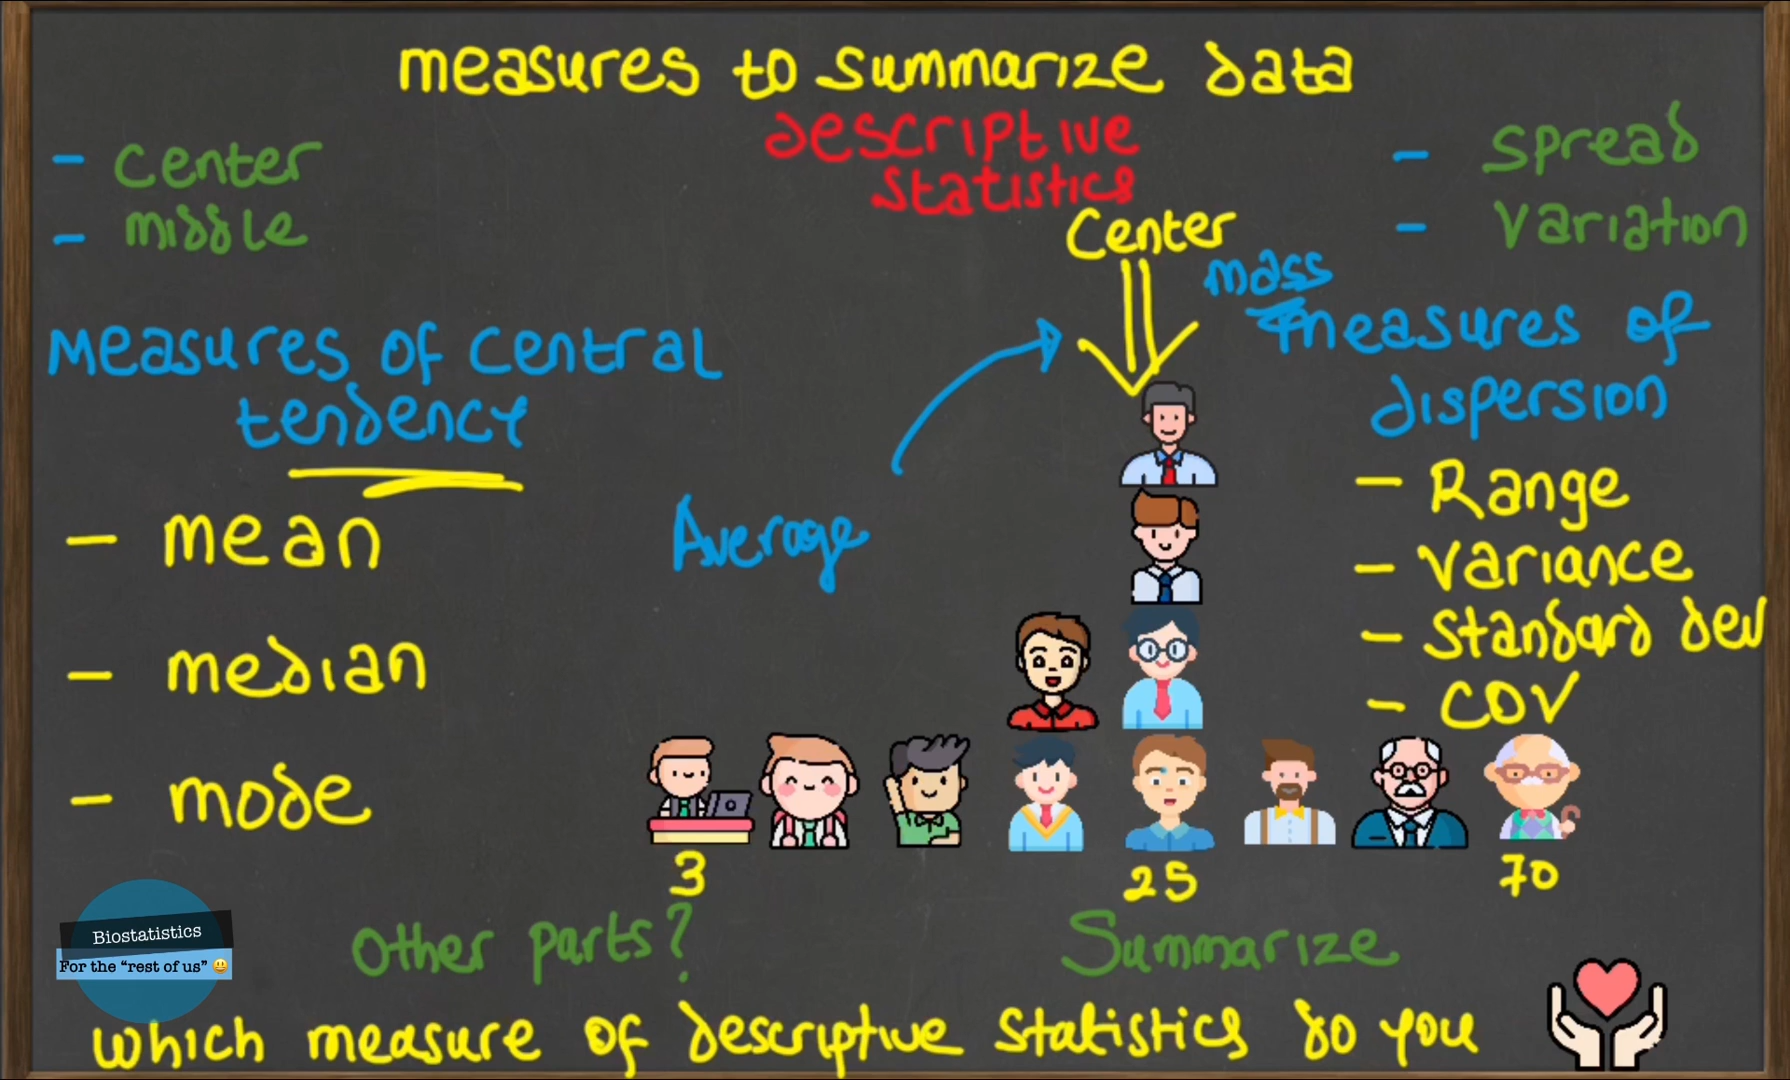 measures to summarize data
descriptive
statistics
- center
- middle
- spread
- variation
Center
mass
measures of central
tendency
- mean
- median
- mode
Average
measures of
dispersion
- Range
- variance
- standard dev
- COV
3
25
70
Other parts?
Summarize
Biostatistics
For the “rest of us” 😃
which measure of descriptive statistics do you